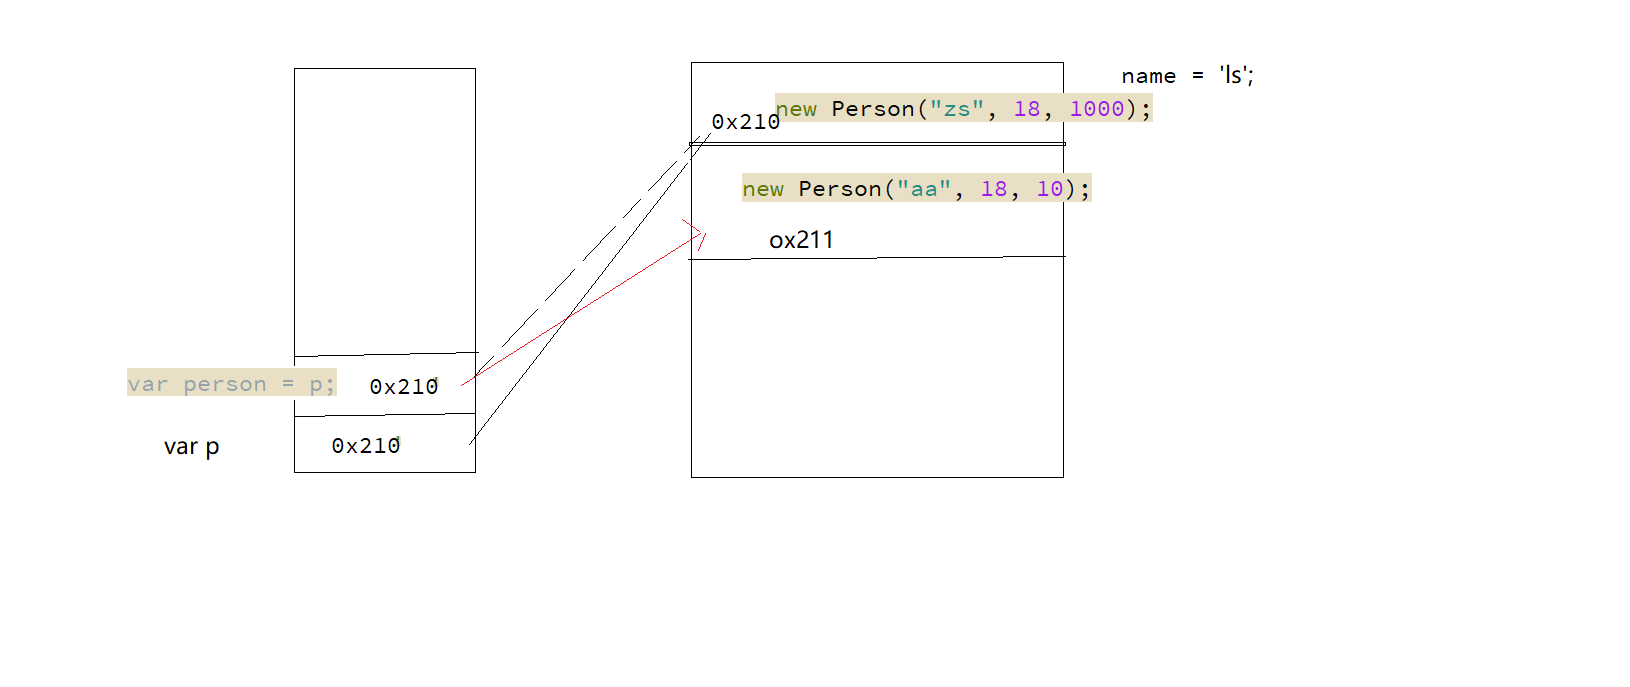 name = 'ls';
new Person("zs", 18, 1000);
0x210
new Person("aa", 18, 10);
ox211
var person = p;
0x210
var p
0x210